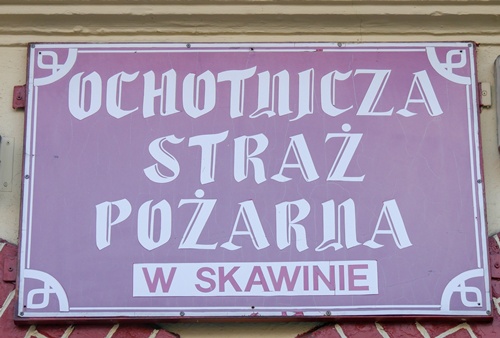 OCHOTNICZA
STRAŻ
POŻARNA
W SKAWINIE